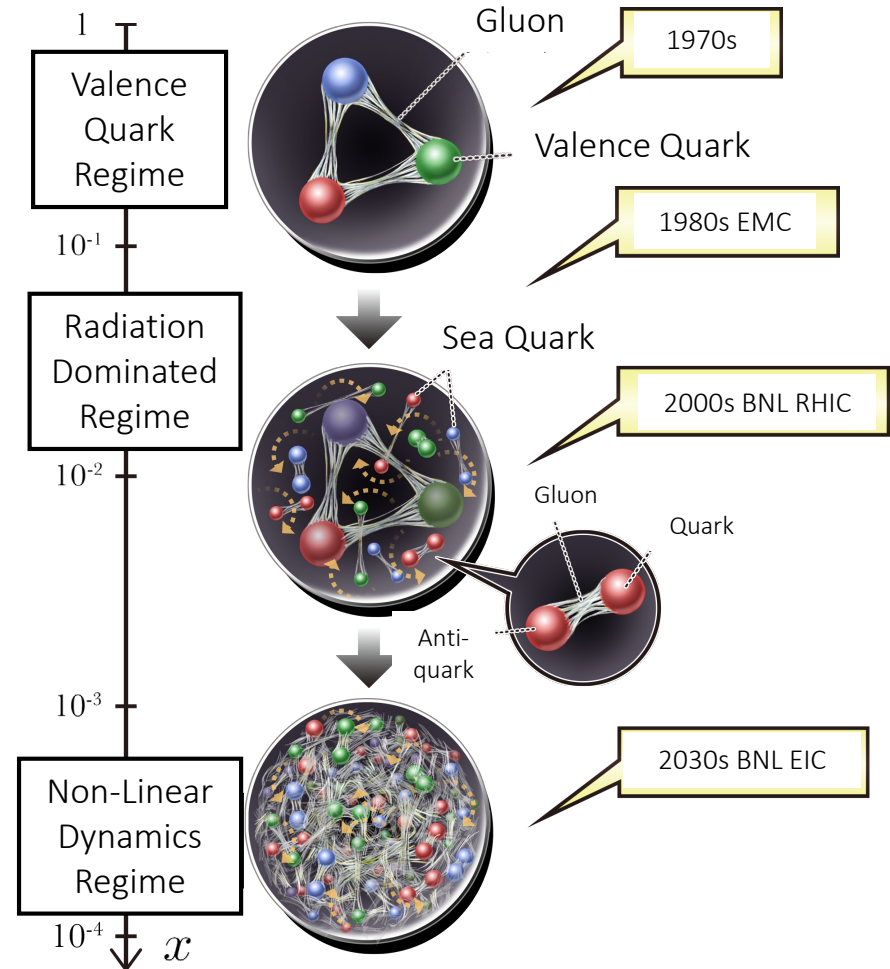 1
Gluon
1970s
Valence
Quark
Regime
Valence Quark
10⁻¹
1980s EMC
Radiation
Dominated
Regime
Sea Quark
2000s BNL RHIC
10⁻²
Gluon
Quark
Anti-
quark
10⁻³
2030s BNL EIC
Non-Linear
Dynamics
Regime
10⁻⁴
x